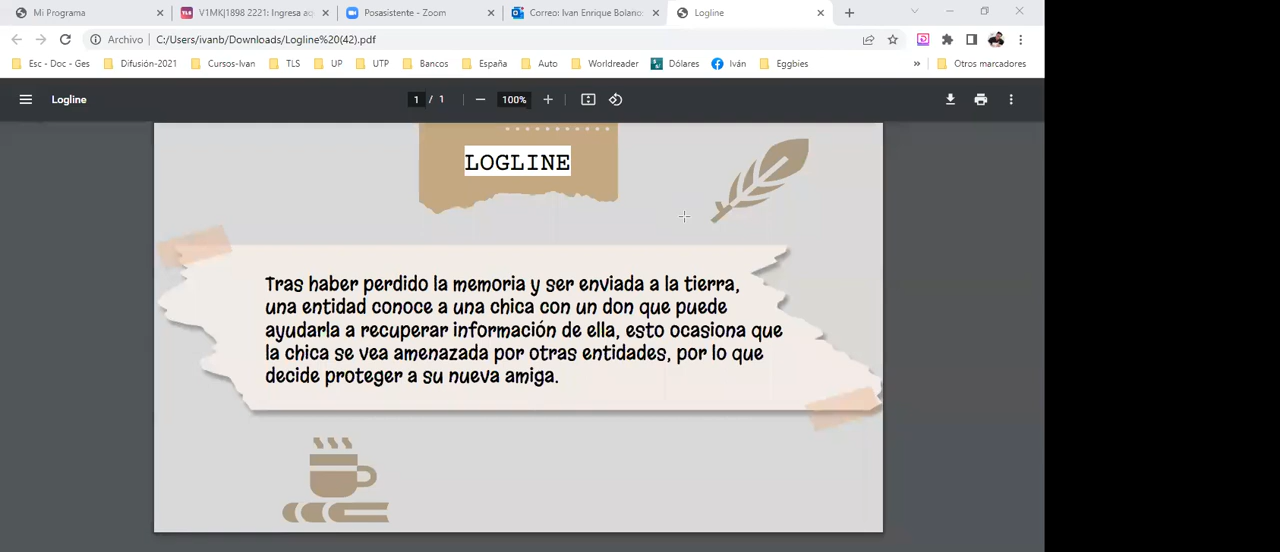 Mi Programa
V1MKJ1898 2221: Ingresa aq
Posasistente - Zoom
Correo: Ivan Enrique Bolano
Logline
Archivo C:/Users/ivanb/Downloads/Logline%20(42).pdf
Esc - Doc - Ges Difusión-2021 Cursos-Ivan TLS UP UTP Bancos España Auto Worldreader Dólares Iván Eggbies » Otros marcadores
Logline 1 / 1 100%
LOGLINE
Tras haber perdido la memoria y ser enviada a la tierra,
una entidad conoce a una chica con un don que puede
ayudarla a recuperar información de ella, esto ocasiona que
la chica se vea amenazada por otras entidades, por lo que
decide proteger a su nueva amiga.